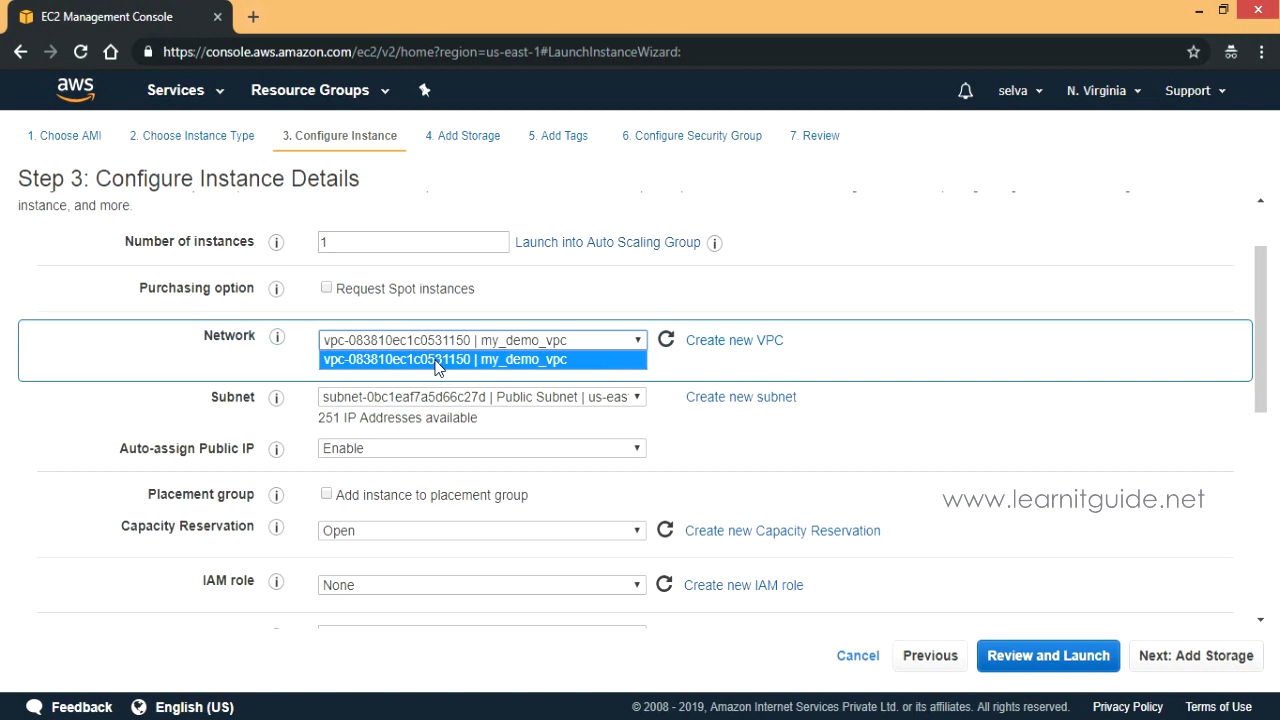 EC2 Management Console
https://console.aws.amazon.com/ec2/v2/home?region=us-east-1#LaunchInstanceWizard:
aws Services Resource Groups selva N. Virginia Support
1. Choose AMI 2. Choose Instance Type 3. Configure Instance 4. Add Storage 5. Add Tags 6. Configure Security Group 7. Review
Step 3: Configure Instance Details
instance, and more.
Number of instances 1 Launch into Auto Scaling Group
Purchasing option Request Spot instances
Network vpc-083810ec1c0531150 | my_demo_vpc Create new VPC
vpc-083810ec1c0531150 | my_demo_vpc
Subnet subnet-0bc1eaf7a5d66c27d | Public Subnet | us-eas Create new subnet
251 IP Addresses available
Auto-assign Public IP Enable
Placement group Add instance to placement group
www.learnitguide.net
Capacity Reservation Open Create new Capacity Reservation
IAM role None Create new IAM role
Cancel Previous Review and Launch Next: Add Storage
Feedback English (US) © 2008 - 2019, Amazon Internet Services Private Ltd. or its affiliates. All rights reserved. Privacy Policy Terms of Use